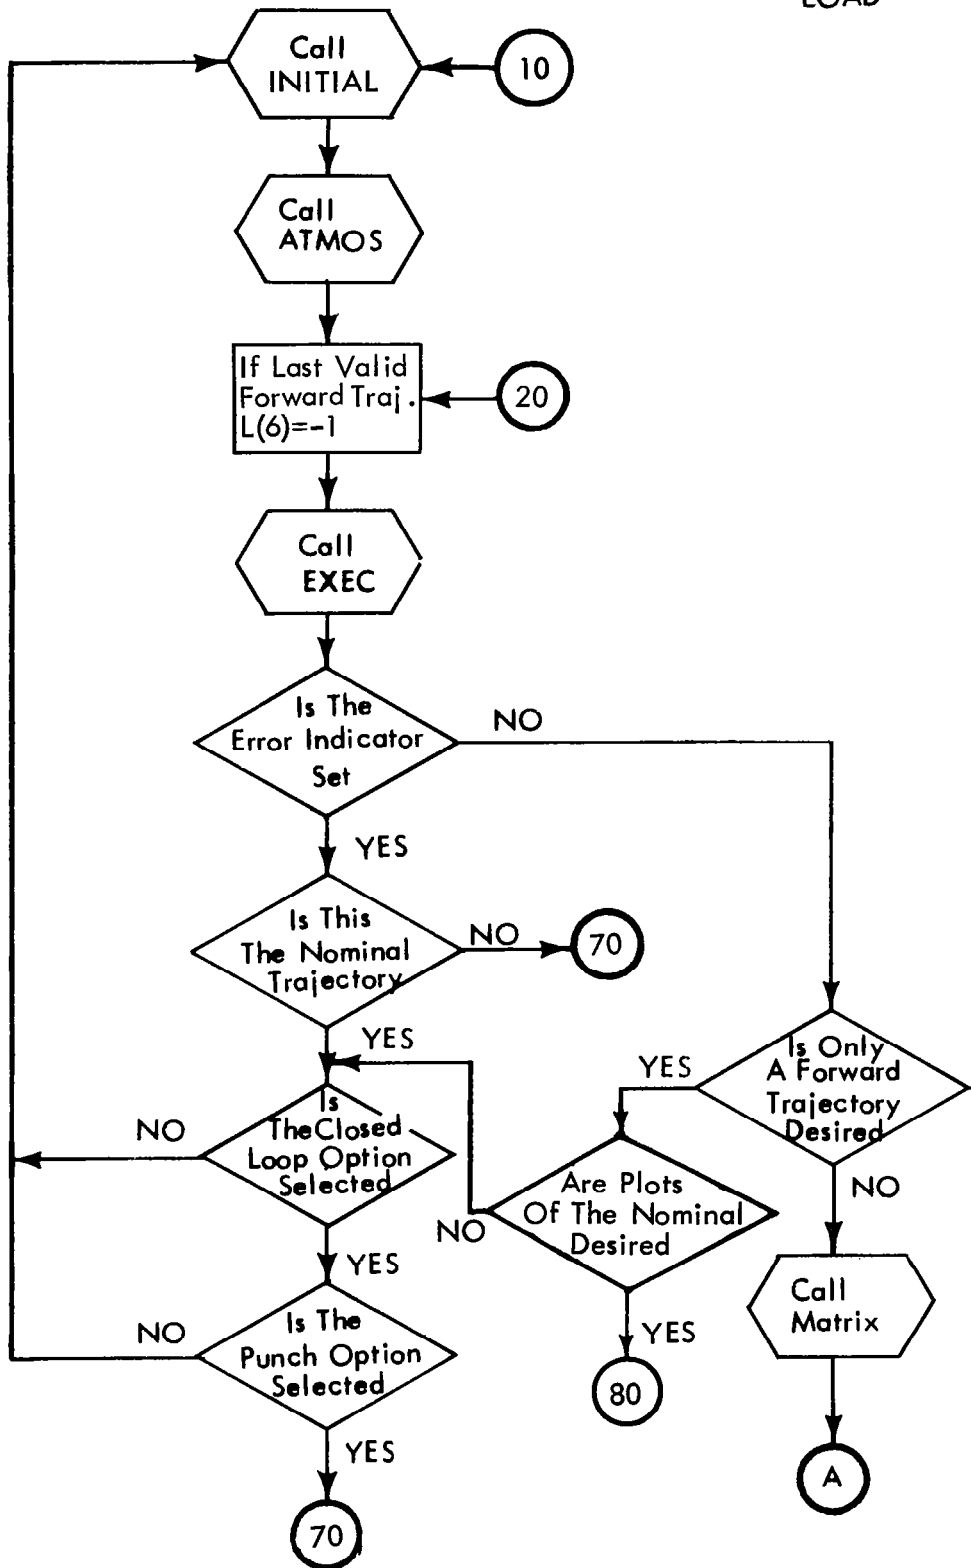 LOAD
Call
INITIAL
10
Call
ATMOS
If Last Valid
Forward Traj.
L(6)=-1
20
Call
EXEC
Is The
Error Indicator
Set
NO
YES
Is This
The Nominal
Trajectory
NO
70
YES
Is
The Closed
Loop Option
Selected
NO
YES
Is The
Punch Option
Selected
NO
YES
70
Is Only
A Forward
Trajectory
Desired
YES
NO
Are Plots
Of The Nominal
Desired
NO
YES
80
Call
Matrix
A